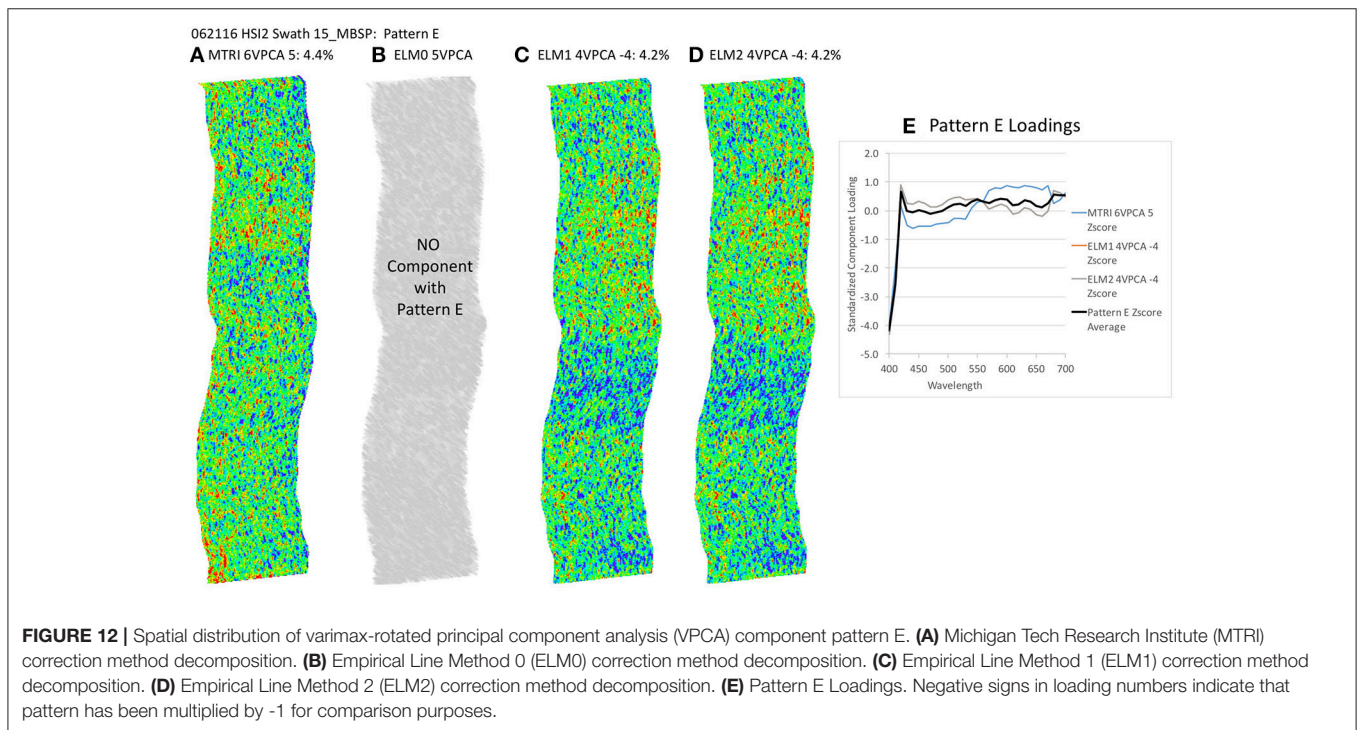 062116 HSI2 Swath 15_MBSP: Pattern E
A MTRI 6VPCA 5: 4.4%
B ELM0 5VPCA
C ELM1 4VPCA -4: 4.2%
D ELM2 4VPCA -4: 4.2%
NO
Component
with
Pattern E
E Pattern E Loadings
Standardized Component Loading
2.0
1.0
0.0
-1.0
-2.0
-3.0
-4.0
-5.0
400 450 500 550 600 650 700
Wavelength
MTRI 6VPCA 5
Zscore
ELM1 4VPCA -4
Zscore
ELM2 4VPCA -4
Zscore
Pattern E Zscore
Average
FIGURE 12 | Spatial distribution of varimax-rotated principal component analysis (VPCA) component pattern E. (A) Michigan Tech Research Institute (MTRI)
correction method decomposition. (B) Empirical Line Method 0 (ELM0) correction method decomposition. (C) Empirical Line Method 1 (ELM1) correction method
decomposition. (D) Empirical Line Method 2 (ELM2) correction method decomposition. (E) Pattern E Loadings. Negative signs in loading numbers indicate that
pattern has been multiplied by -1 for comparison purposes.